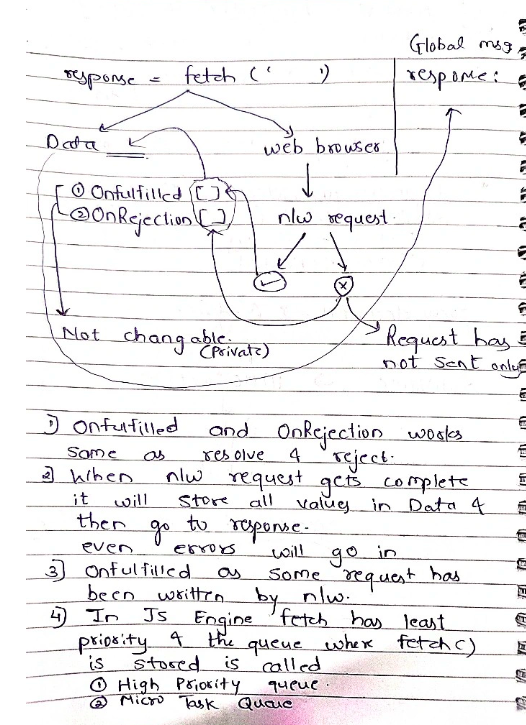 Global msg
response = fetch ( ' ' )
response :
Data
web browser
① Onfulfilled [ ]
② OnRejection [ ]
n/w request.
Not changable.
(Private)
Request has
not sent only
1) Onfulfilled and OnRejection works
same as resolve & reject.
2) When n/w request gets complete
it will store all values in Data &
then go to response.
even errors will go in
3) Onfulfilled as some request has
been written by n/w.
4) In JS Engine fetch has least
priority & the queue where fetch()
is stored is called
① High Priority queue.
② Micro Task Queue